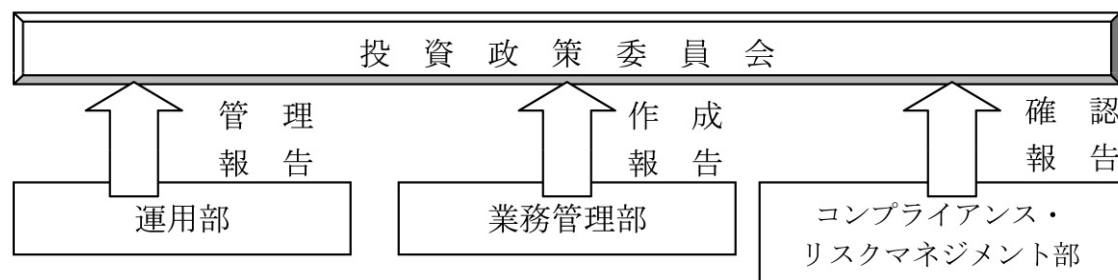 投資政策委員会
管理
報告
作成
報告
確認
報告
運用部
業務管理部
コンプライアンス・
リスクマネジメント部